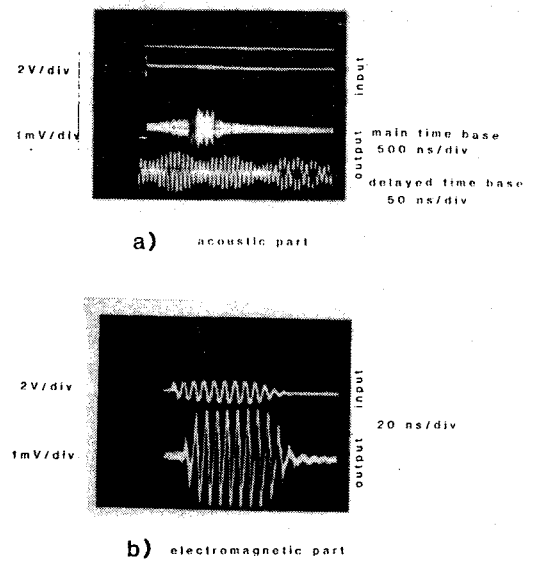 2V/div
input
1mV/div
output
main time base
500 ns/div
delayed time base
50 ns/div
a) acoustic part
2V/div
input
20 ns/div
1mV/div
output
b) electromagnetic part